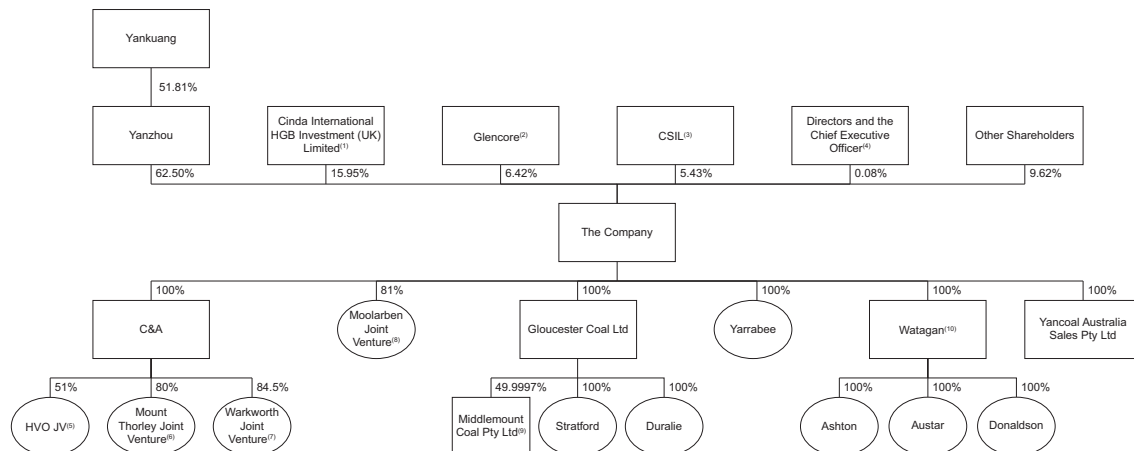 Yankuang
51.81%
Yanzhou
Cinda International
HGB Investment (UK)
Limited(1)
Glencore(2)
CSIL(3)
Directors and the
Chief Executive
Officer(4)
Other Shareholders
62.50%
15.95%
6.42%
5.43%
0.08%
9.62%
The Company
100%
81%
100%
100%
100%
100%
C&A
Moolarben
Joint
Venture(8)
Gloucester Coal Ltd
Yarrabee
Watagan(10)
Yancoal Australia
Sales Pty Ltd
51%
80%
84.5%
49.9997%
100%
100%
100%
100%
100%
HVO JV(5)
Mount
Thorley Joint
Venture(6)
Warkworth
Joint
Venture(7)
Middlemount
Coal Pty Ltd(9)
Stratford
Duralie
Ashton
Austar
Donaldson